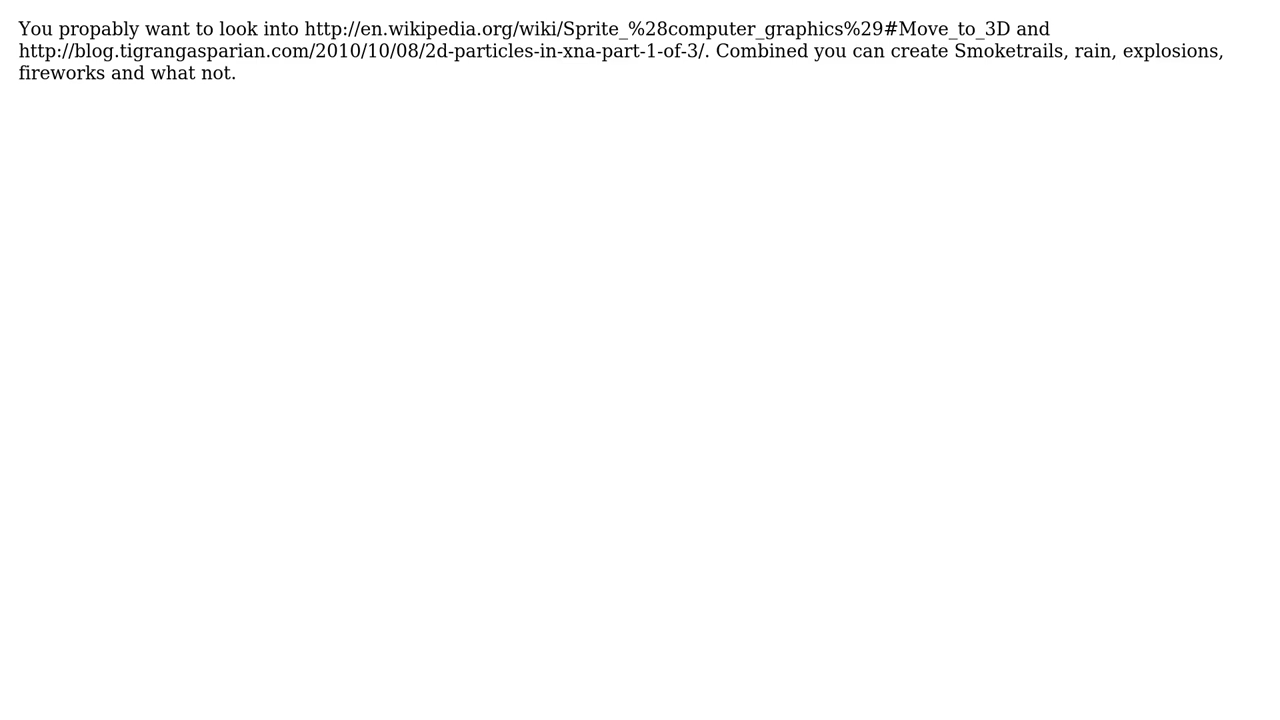 You propably want to look into http://en.wikipedia.org/wiki/Sprite_%28computer_graphics%29#Move_to_3D and
http://blog.tigrangasparian.com/2010/10/08/2d-particles-in-xna-part-1-of-3/. Combined you can create Smoketrails, rain, explosions,
fireworks and what not.